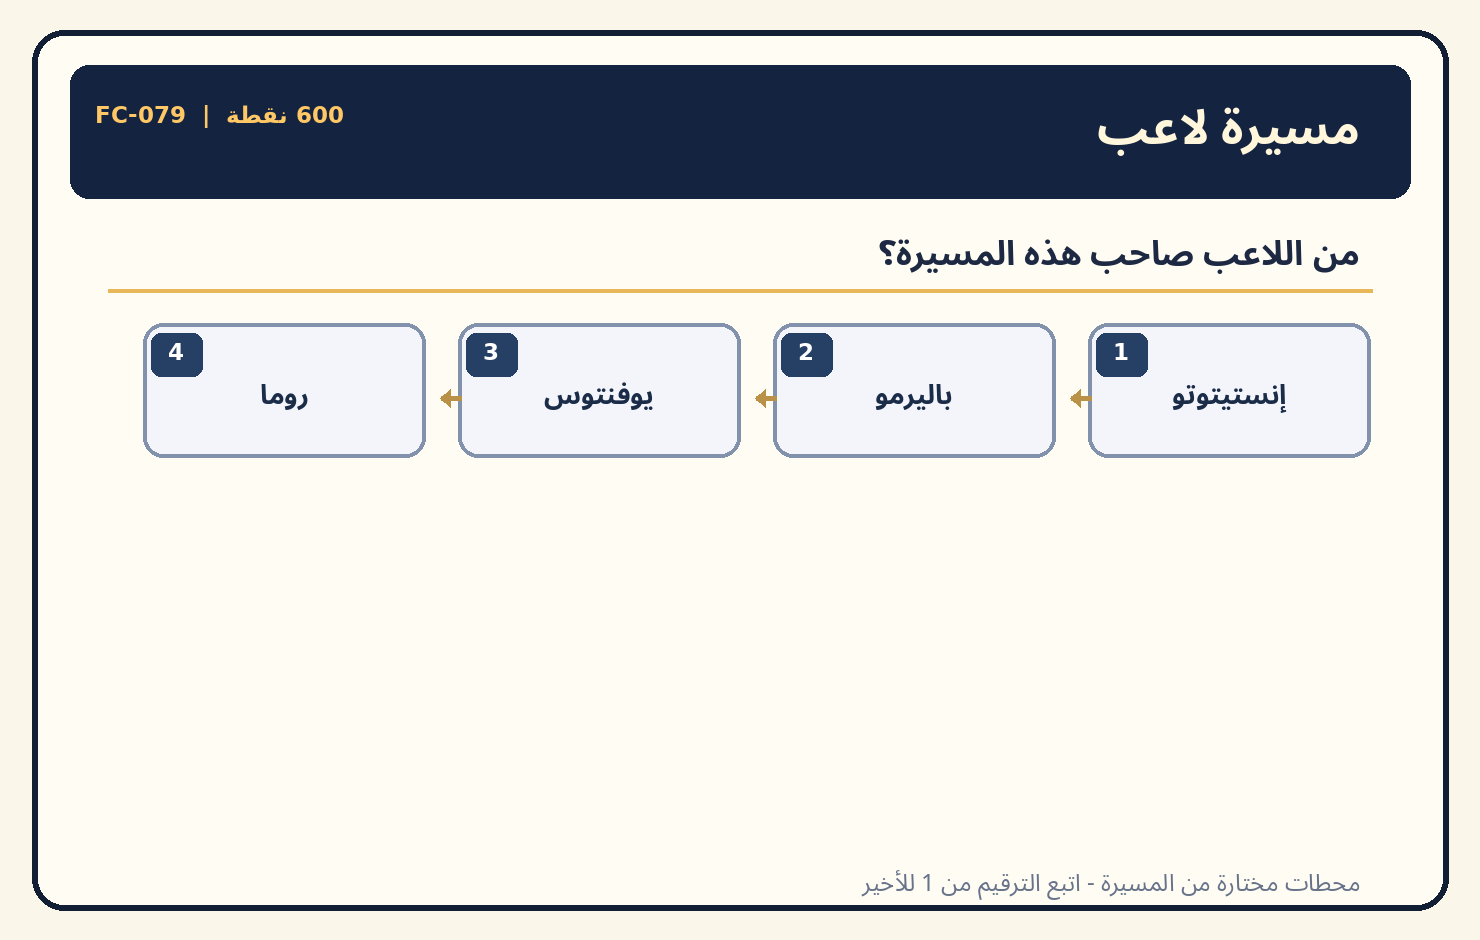 مسيرة لاعب
600 نقطة | FC-079
من اللاعب صاحب هذه المسيرة؟
1
إنستيتوتو
2
باليرمو
3
يوفنتوس
4
روما
محطات مختارة من المسيرة - اتبع الترقيم من 1 للأخير